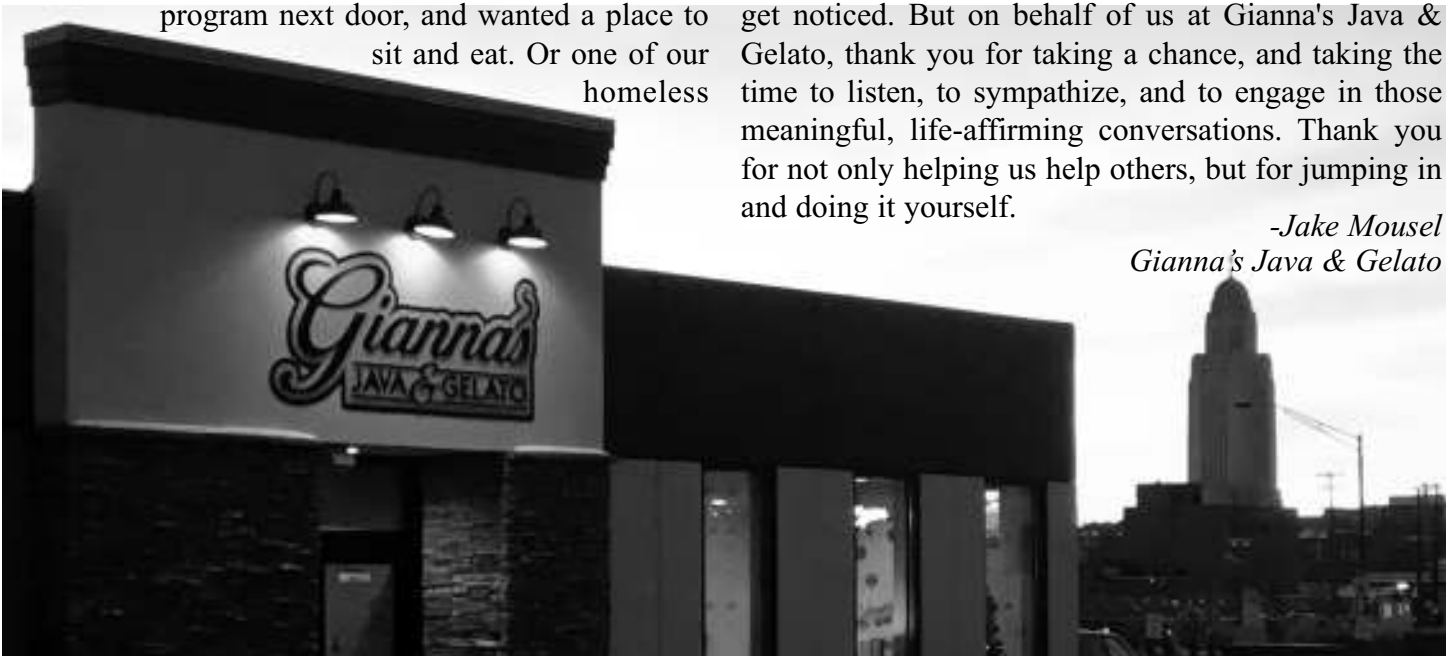 program next door, and wanted a place to
sit and eat. Or one of our
homeless
get noticed. But on behalf of us at Gianna's Java &
Gelato, thank you for taking a chance, and taking the
time to listen, to sympathize, and to engage in those
meaningful, life-affirming conversations. Thank you
for not only helping us help others, but for jumping in
and doing it yourself.
-Jake Mousel
Gianna's Java & Gelato
Gianna's
JAVA & GELATO